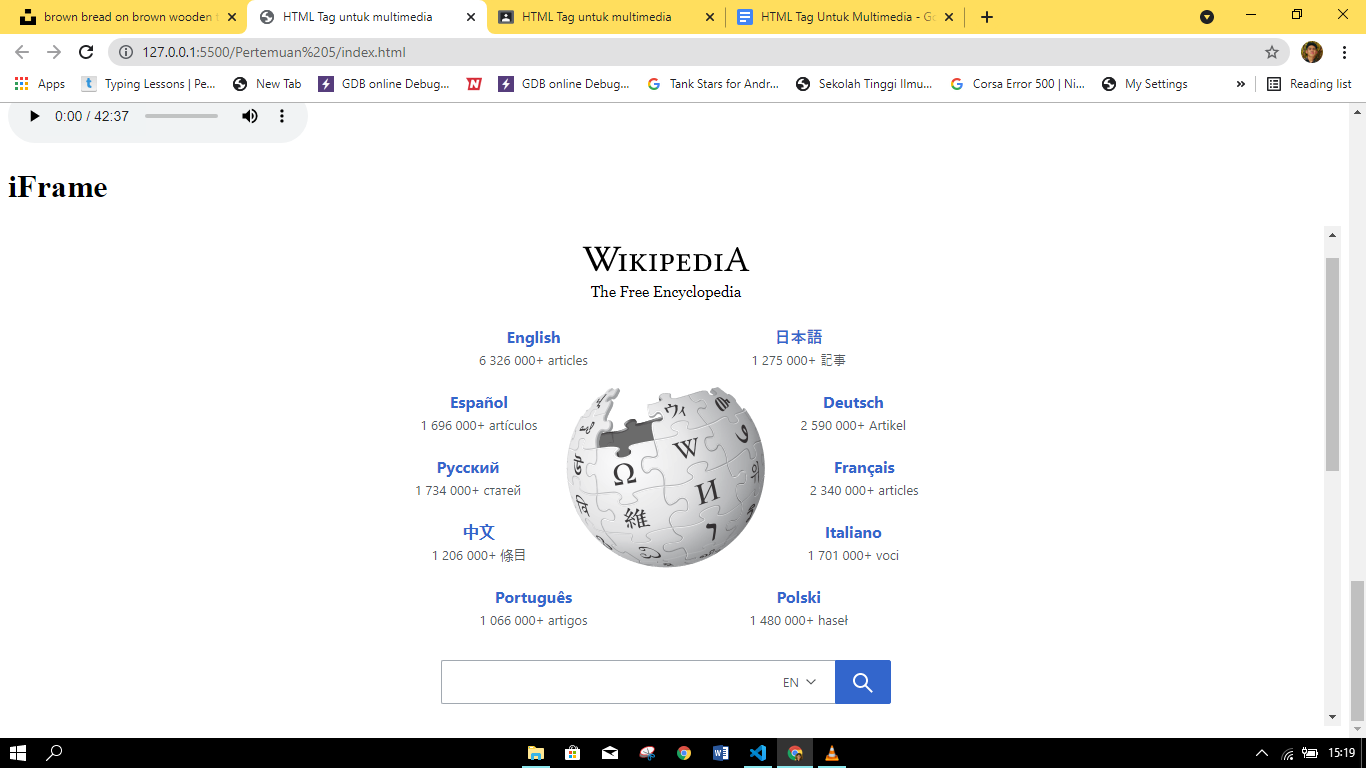 brown bread on brown wooden
HTML Tag untuk multimedia
HTML Tag untuk multimedia
HTML Tag Untuk Multimedia - Go
127.0.0.1:5500/Pertemuan%205/index.html
Apps
Typing Lessons | Pe...
New Tab
GDB online Debug...
GDB online Debug...
Tank Stars for Andr...
Sekolah Tinggi Ilmu...
Corsa Error 500 | Ni...
My Settings
»
Reading list
0:00 / 42:37
iFrame
WIKIPEDIA
The Free Encyclopedia
English
6 326 000+ articles
日本語
1 275 000+ 記事
Español
1 696 000+ artículos
Deutsch
2 590 000+ Artikel
Русский
1 734 000+ статей
Français
2 340 000+ articles
中文
1 206 000+ 條目
Italiano
1 701 000+ voci
Português
1 066 000+ artigos
Polski
1 480 000+ haseł
Ω
W
И
維
ウィ
EN
15:19